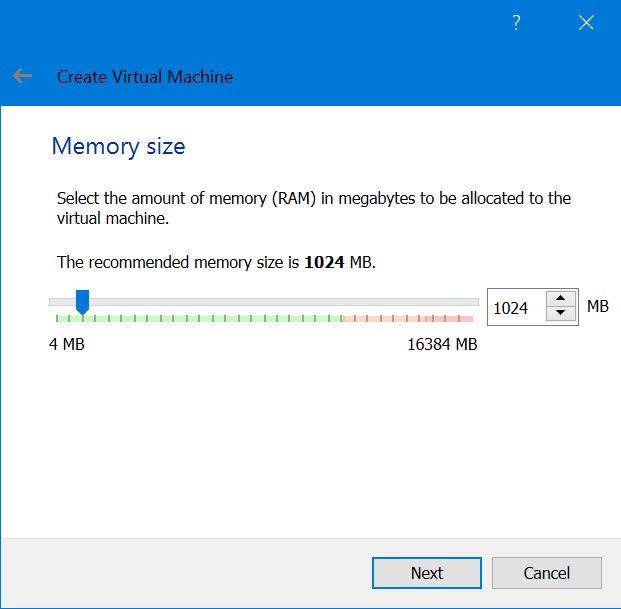 ?
Create Virtual Machine
Memory size
Select the amount of memory (RAM) in megabytes to be allocated to the
virtual machine.
The recommended memory size is 1024 MB.
1024 MB
4 MB 16384 MB
Next Cancel